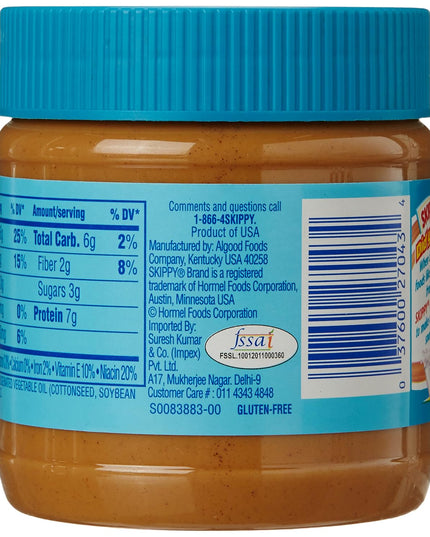 % DV* Amount/serving % DV*
25% Total Carb. 6g 2%
15% Fiber 2g 8%
Sugars 3g
0% Protein 7g
6%
0% • Calcium 0% • Iron 2% • Vitamin E 10% • Niacin 20%
VEGETABLE OIL (COTTONSEED, SOYBEAN
Comments and questions call
1-866-4SKIPPY.
Product of USA
Manufactured by: Algood Foods
Company, Kentucky USA 40258
SKIPPY® Brand is a registered
trademark of Hormel Foods Corporation,
Austin, Minnesota USA
© Hormel Foods Corporation
Imported By:
Suresh Kumar
& Co. (Impex)
Pvt. Ltd.
A17, Mukherjee Nagar. Delhi-9
Customer Care # : 011 4343 4848
S0083883-00 GLUTEN-FREE
fssai
FSSL.10012011000360
0 37600 27043 4